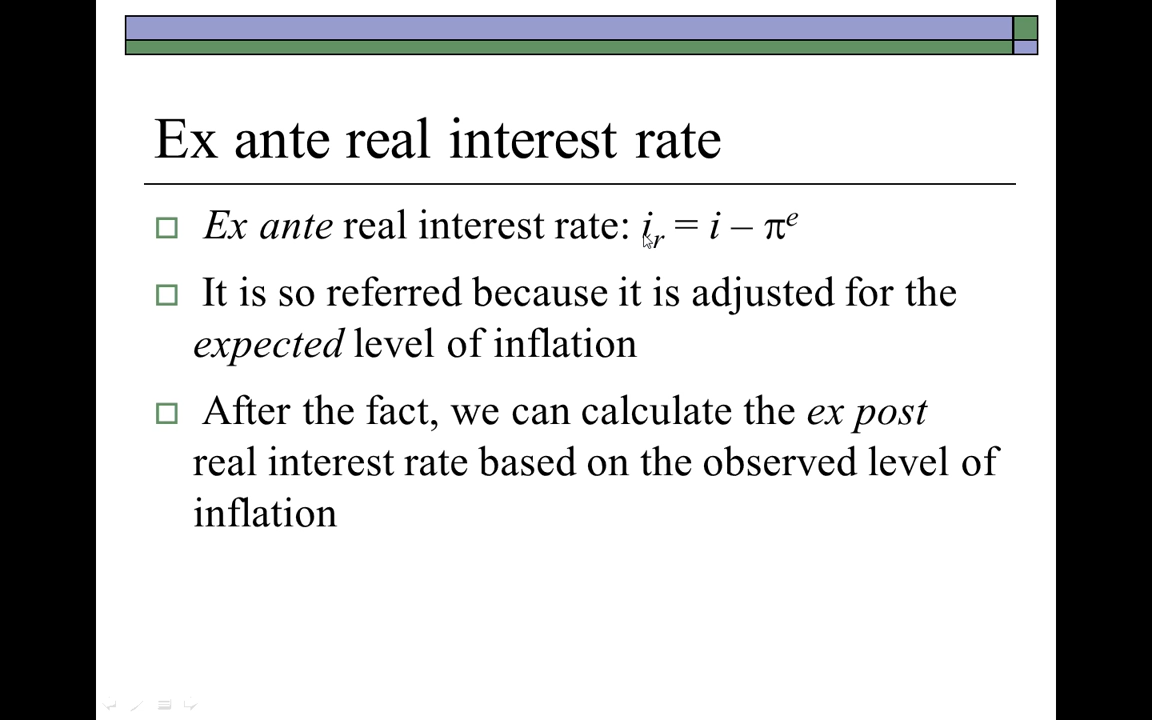 Ex ante real interest rate
Ex ante real interest rate: iᵣ = i – πᵉ
It is so referred because it is adjusted for the
expected level of inflation
After the fact, we can calculate the ex post
real interest rate based on the observed level of
inflation